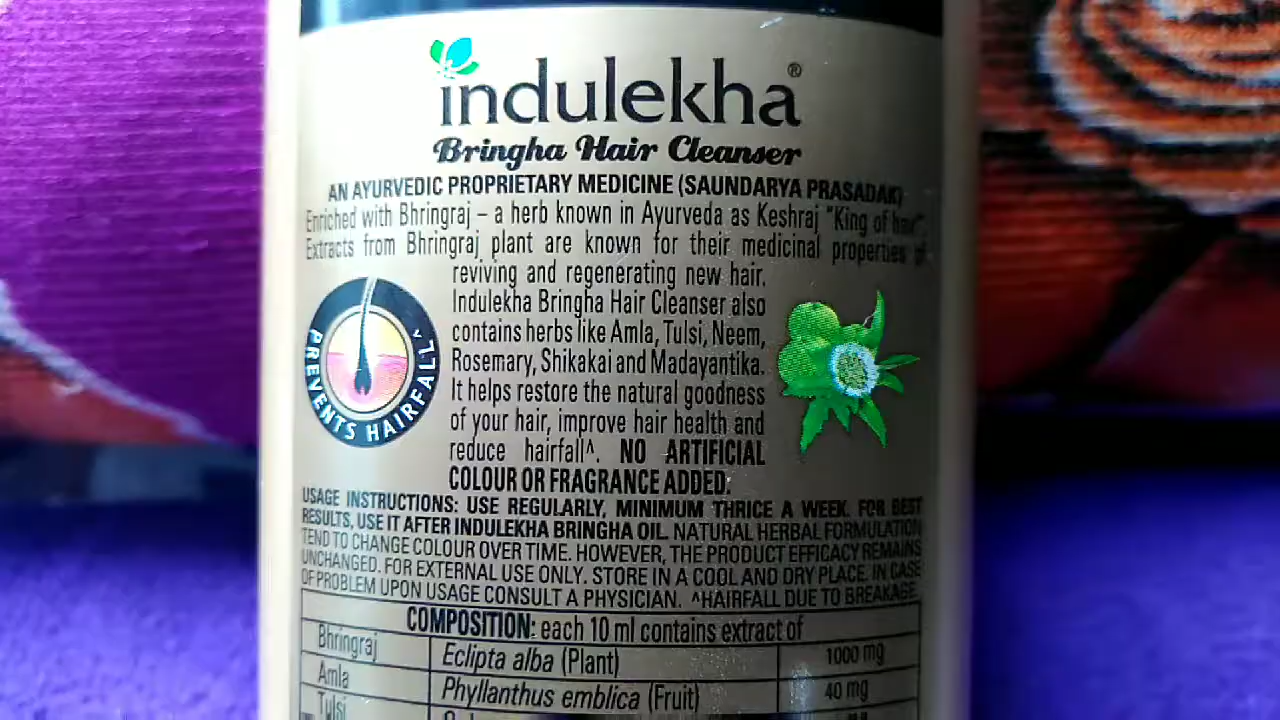 indulekha®
Bringha Hair Cleanser
AN AYURVEDIC PROPRIETARY MEDICINE (SAUNDARYA PRASADAK)
Enriched with Bhringraj – a herb known in Ayurveda as Keshraj "King of hair".
Extracts from Bhringraj plant are known for their medicinal properties of
reviving and regenerating new hair.
Indulekha Bringha Hair Cleanser also
contains herbs like Amla, Tulsi, Neem,
Rosemary, Shikakai and Madayantika.
It helps restore the natural goodness
of your hair, improve hair health and
reduce hairfall^. NO ARTIFICIAL
COLOUR OR FRAGRANCE ADDED.
PREVENTS HAIRFALL^
USAGE INSTRUCTIONS: USE REGULARLY, MINIMUM THRICE A WEEK. FOR BEST
RESULTS, USE IT AFTER INDULEKHA BRINGHA OIL. NATURAL HERBAL FORMULATION
TEND TO CHANGE COLOUR OVER TIME. HOWEVER, THE PRODUCT EFFICACY REMAINS
UNCHANGED. FOR EXTERNAL USE ONLY. STORE IN A COOL AND DRY PLACE. IN CASE
OF PROBLEM UPON USAGE CONSULT A PHYSICIAN. ^HAIRFALL DUE TO BREAKAGE.
COMPOSITION: each 10 ml contains extract of
Bhringraj Eclipta alba (Plant) 1000 mg
Amla Phyllanthus emblica (Fruit) 40 mg
Tulsi